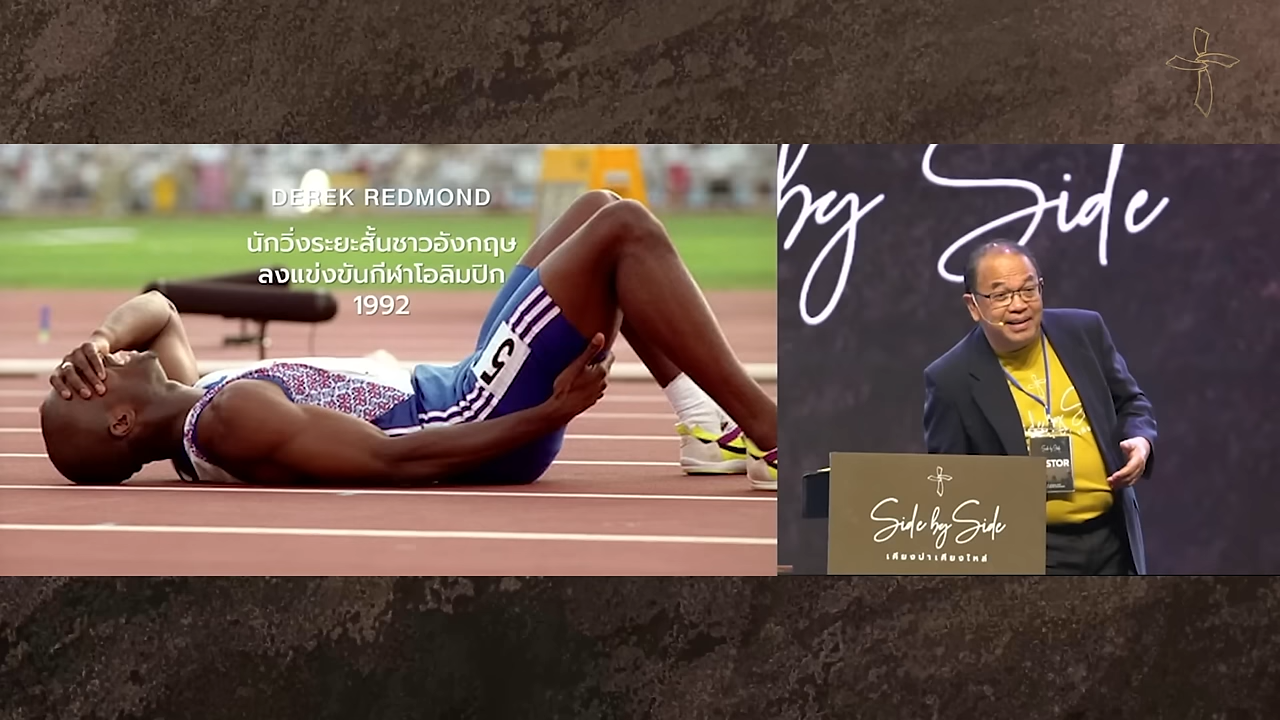 DEREK REDMOND
นักวิ่งระยะสั้นชาวอังกฤษ
ลงแข่งขันกีฬาโอลิมปิก
1992
5
by Side
STOR
Side by Side
เคียงบ่าเคียงไหล่